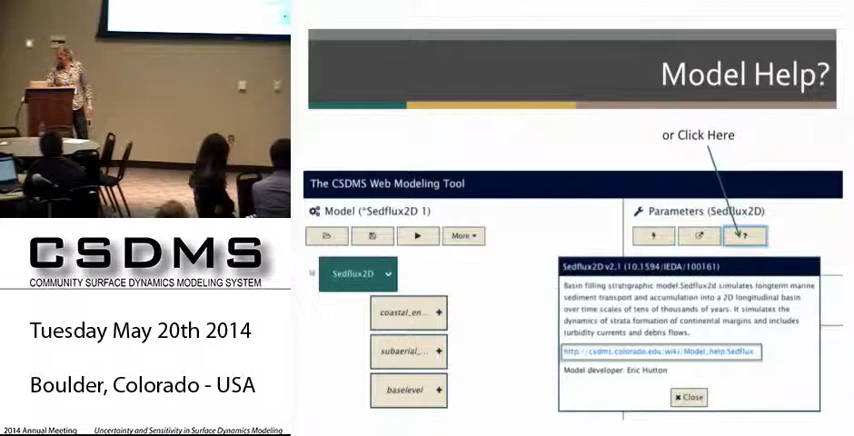 Model Help?
or Click Here
The CSDMS Web Modeling Tool
Model (*Sedflux2D 1)
Parameters (Sedflux2D)
More
?
Sedflux2D
coastal_en... +
subaerial_... +
baselevel +
Sedflux2D v2.1 (10.1594/IEDA/100161)
Basin filling stratigraphic model.Sedflux2d simulates longterm marine
sediment transport and accumulation into a 2D longitudinal basin
over time scales of tens of thousands of years. It simulates the
dynamics of strata formation of continental margins and includes
turbidity currents and debris flows.
http://csdms.colorado.edu/wiki/Model_help:Sedflux
Model developer: Eric Hutton
Close
CSDMS
COMMUNITY SURFACE DYNAMICS MODELING SYSTEM
Tuesday May 20th 2014
Boulder, Colorado - USA
2014 Annual Meeting
Uncertainty and Sensitivity in Surface Dynamics Modeling